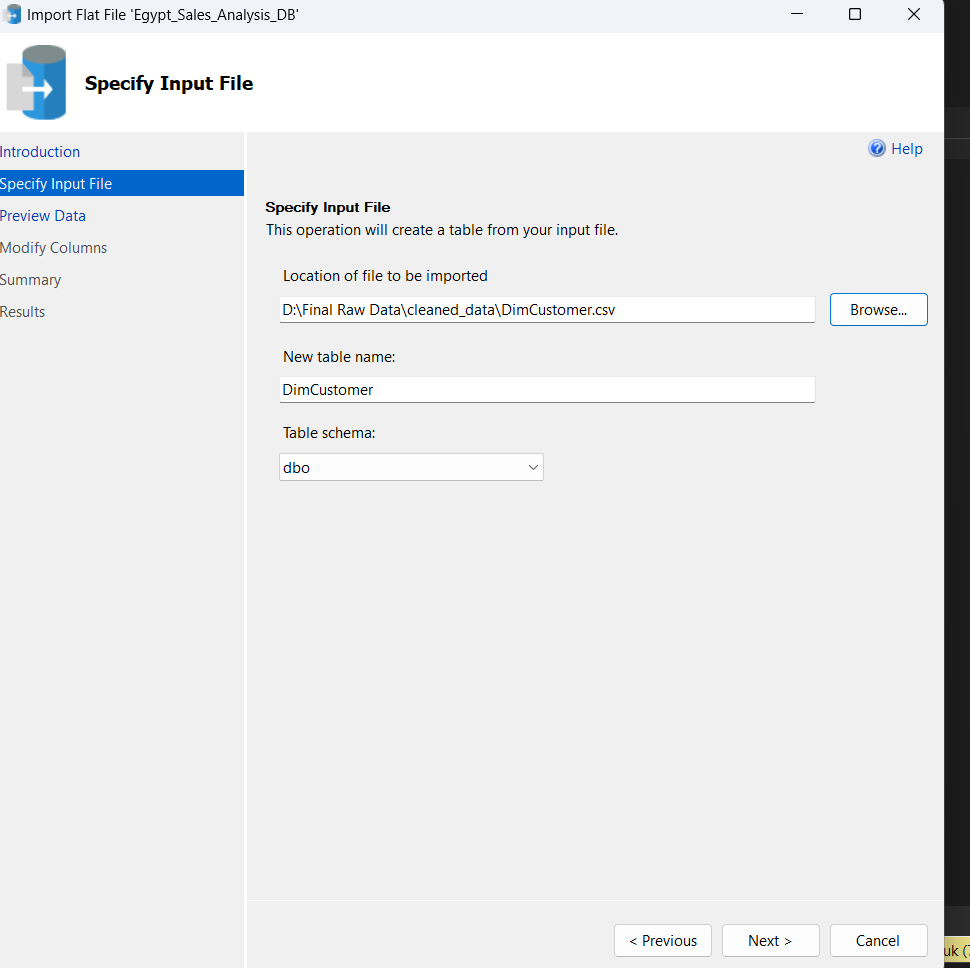 Import Flat File 'Egypt_Sales_Analysis_DB'
Specify Input File
Introduction
Specify Input File
Preview Data
Modify Columns
Summary
Results
Help
Specify Input File
This operation will create a table from your input file.
Location of file to be imported
D:\Final Raw Data\cleaned_data\DimCustomer.csv
Browse...
New table name:
DimCustomer
Table schema:
dbo
< Previous
Next >
Cancel